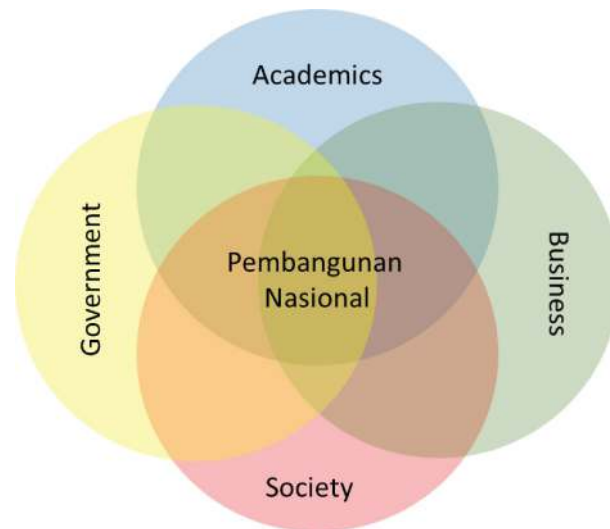 Academics
Government
Pembangunan
Nasional
Business
Society